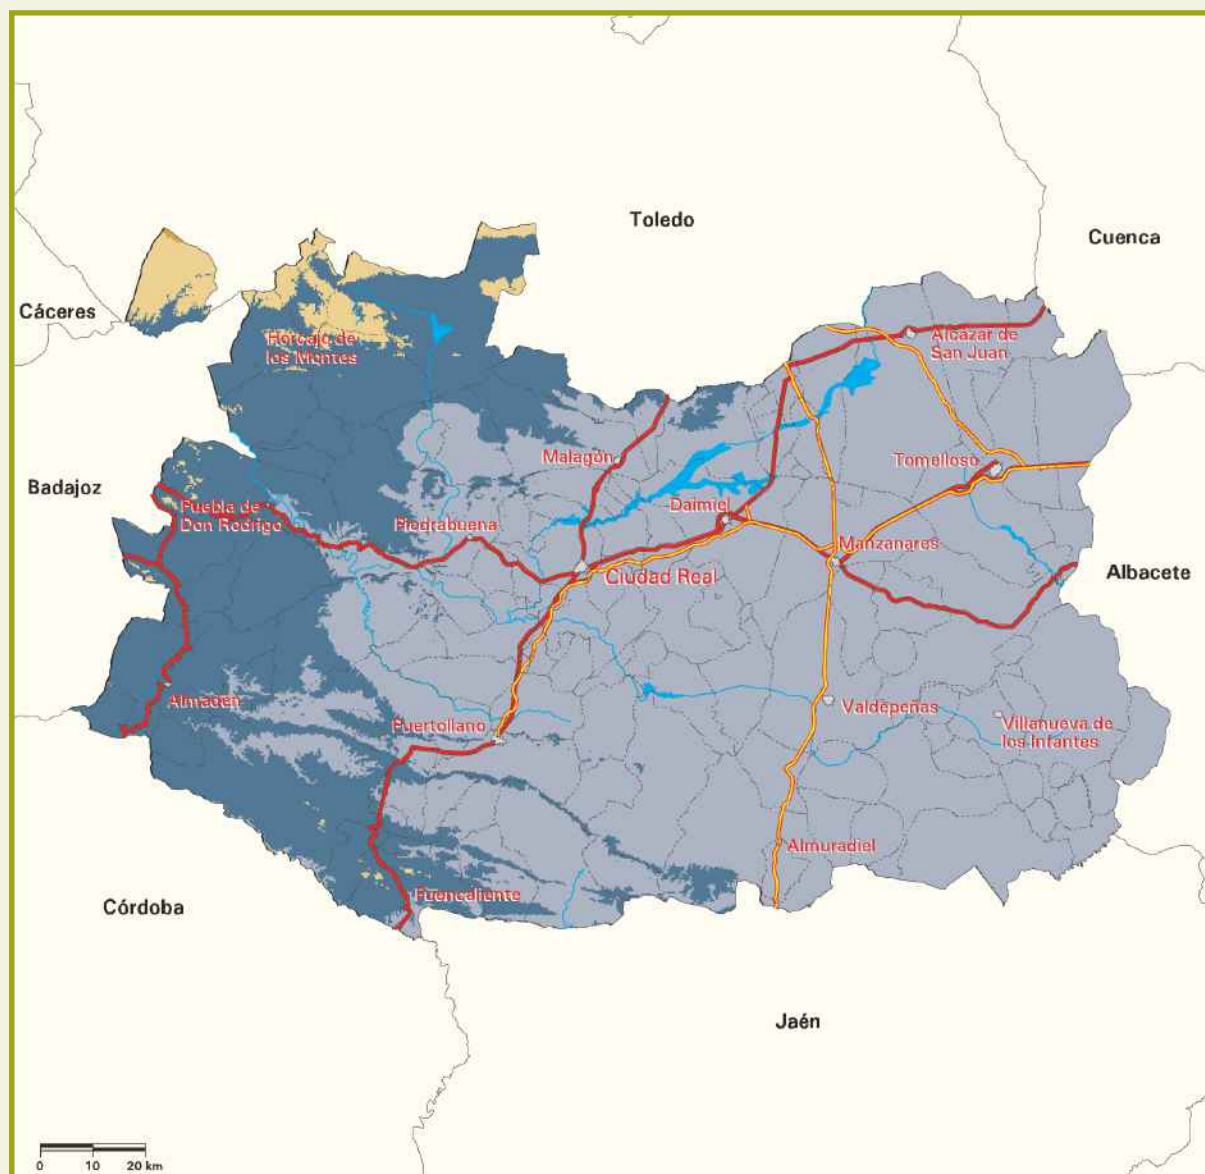 Toledo
Cuenca
Cáceres
Horcajo de
los Montes
Alcázar de
San Juan
Malagón
Tomelloso
Badajoz
Puebla de
Don Rodrigo
Piedrabuena
Daimiel
Manzanares
Ciudad Real
Albacete
Almadén
Puertollano
Valdepeñas
Villanueva de
los Infantes
Almuradiel
Fuencaliente
Córdoba
Jaén
0 10 20 km